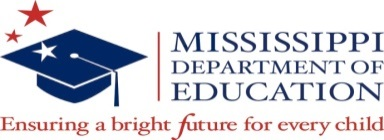 MISSISSIPPI
DEPARTMENT OF
EDUCATION
Ensuring a bright future for every child